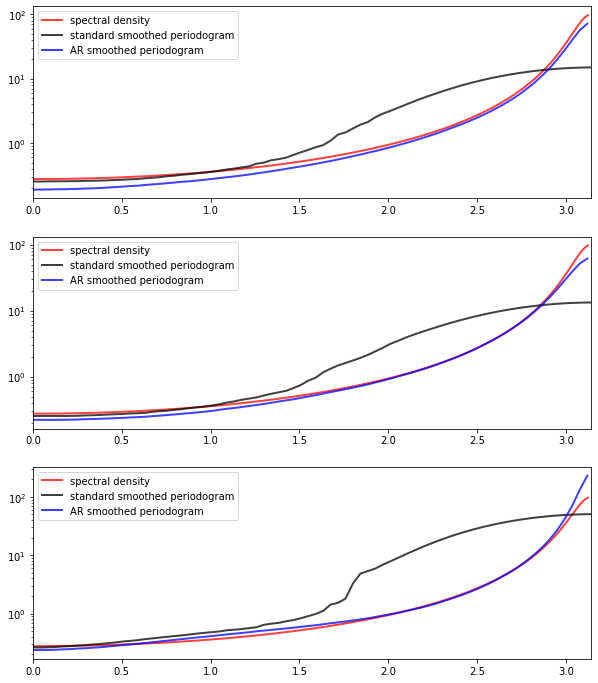 10²
spectral density
standard smoothed periodogram
AR smoothed periodogram
10¹
10⁰
0.0 0.5 1.0 1.5 2.0 2.5 3.0
10²
spectral density
standard smoothed periodogram
AR smoothed periodogram
10¹
10⁰
0.0 0.5 1.0 1.5 2.0 2.5 3.0
spectral density
10²
standard smoothed periodogram
AR smoothed periodogram
10¹
10⁰
0.0 0.5 1.0 1.5 2.0 2.5 3.0